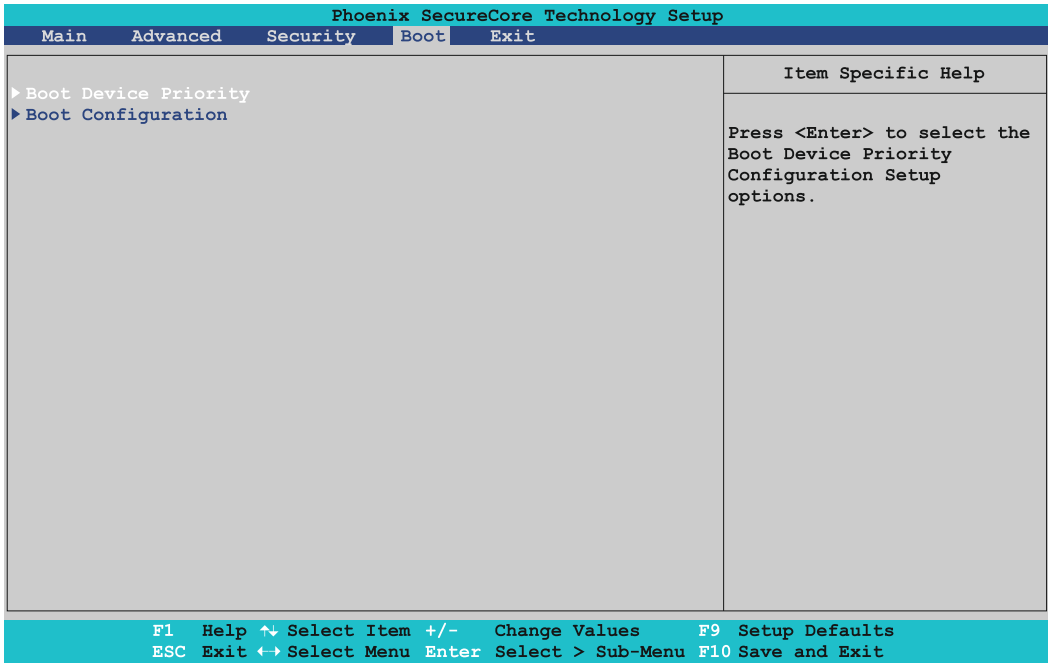 Phoenix SecureCore Technology Setup
Main Advanced Security Boot Exit
Boot Device Priority
Boot Configuration
Item Specific Help
Press <Enter> to select the
Boot Device Priority
Configuration Setup
options.
F1 Help ↑↓ Select Item +/- Change Values F9 Setup Defaults
ESC Exit ←→ Select Menu Enter Select > Sub-Menu F10 Save and Exit